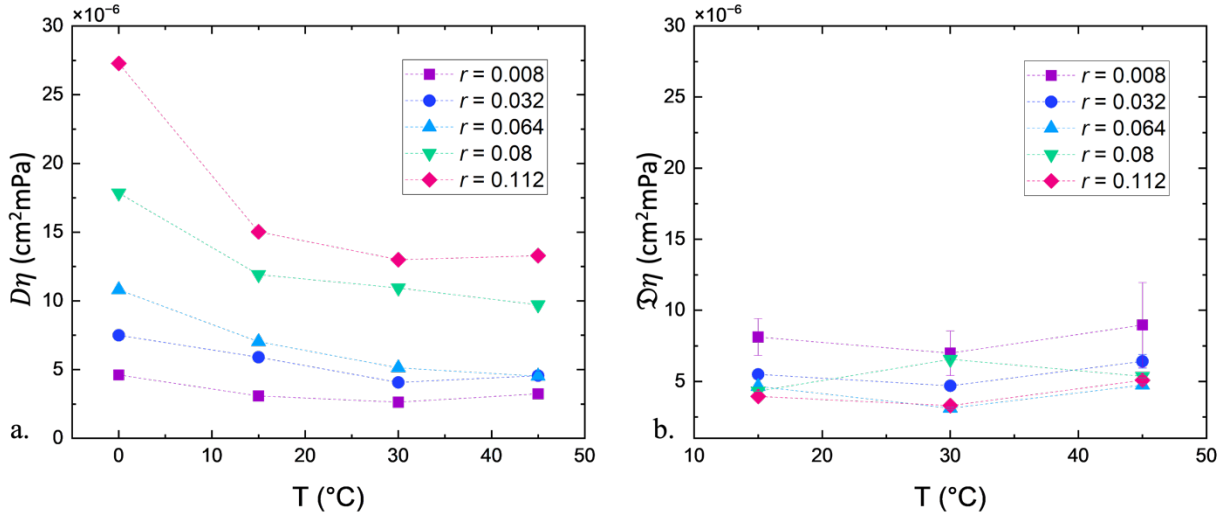 ×10⁻⁶
30
25
20
15
10
5
0
Dη (cm²mPa)
r = 0.008
r = 0.032
r = 0.064
r = 0.08
r = 0.112
a.
0 10 20 30 40 50
T (°C)
×10⁻⁶
30
25
20
15
10
5
𝔇η (cm²mPa)
r = 0.008
r = 0.032
r = 0.064
r = 0.08
r = 0.112
b.
10 20 30 40 50
T (°C)